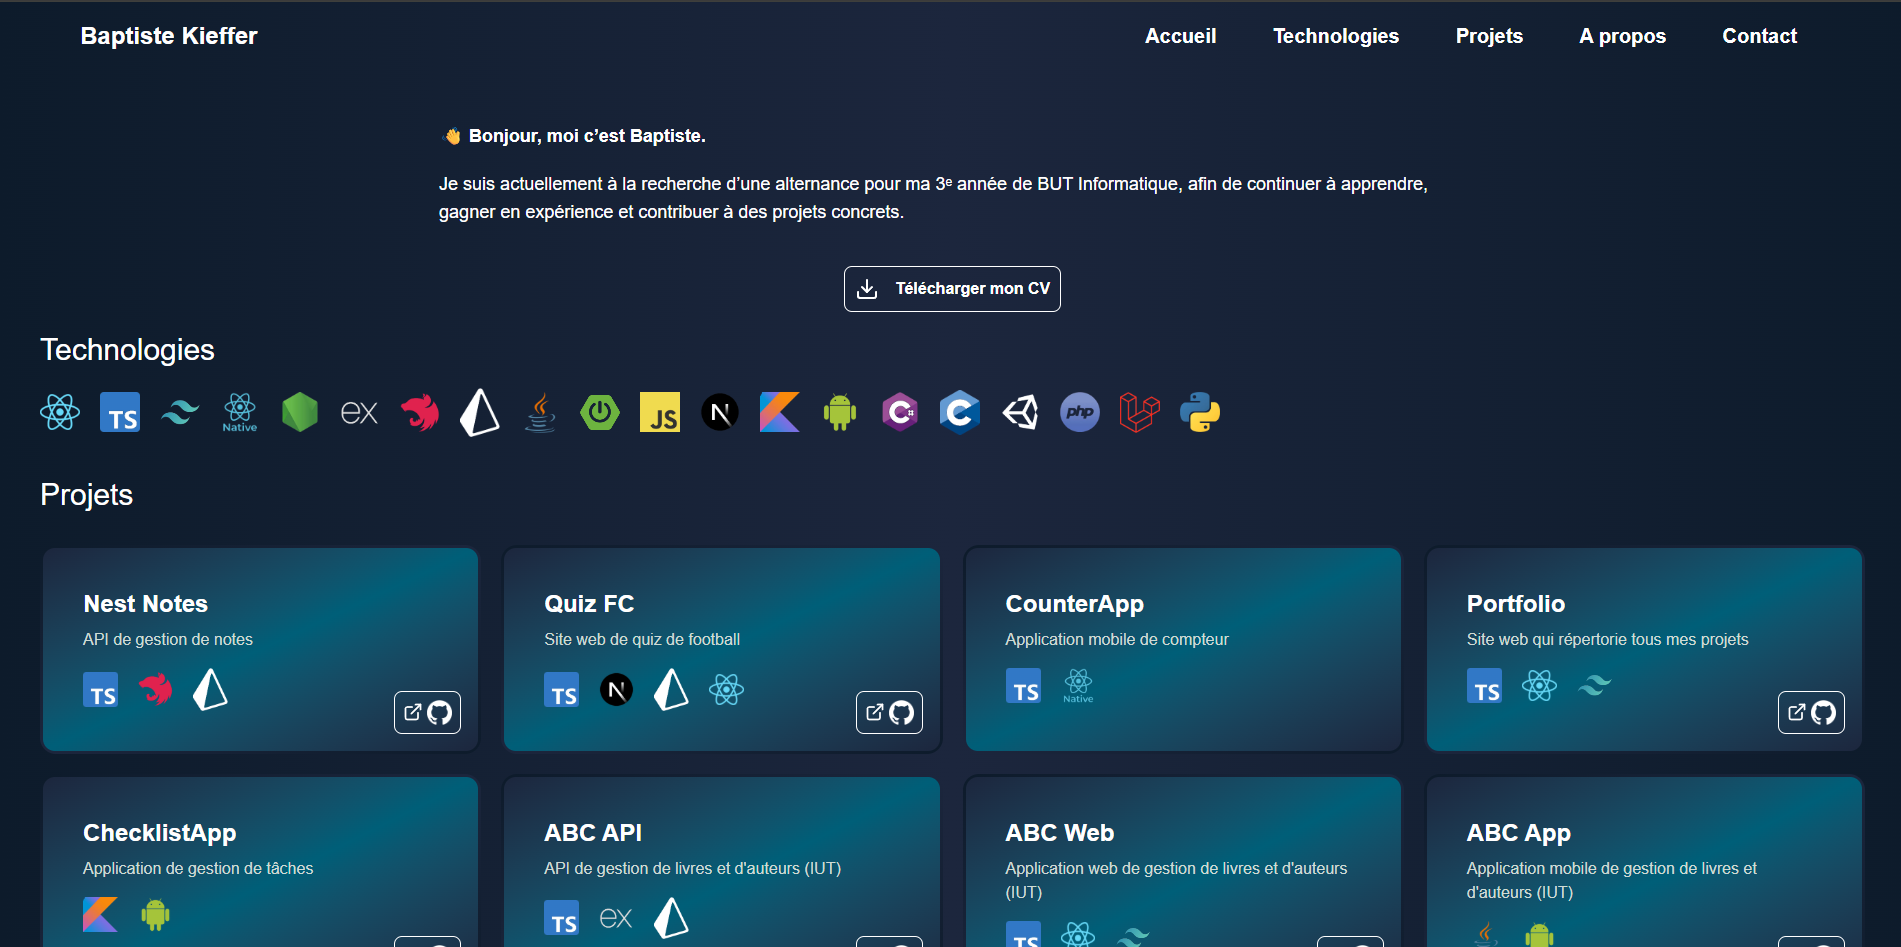 Baptiste Kieffer
Accueil
Technologies
Projets
A propos
Contact
👋 Bonjour, moi c’est Baptiste.
Je suis actuellement à la recherche d’une alternance pour ma 3ᵉ année de BUT Informatique, afin de continuer à apprendre,
gagner en expérience et contribuer à des projets concrets.
Télécharger mon CV
Technologies
TS
Native
ex
JS
N
C#
C
php
Projets
Nest Notes
API de gestion de notes
TS
Quiz FC
Site web de quiz de football
TS
N
CounterApp
Application mobile de compteur
TS
Native
Portfolio
Site web qui répertorie tous mes projets
TS
ChecklistApp
Application de gestion de tâches
ABC API
API de gestion de livres et d'auteurs (IUT)
TS
ex
ABC Web
Application web de gestion de livres et d'auteurs
(IUT)
TS
ABC App
Application mobile de gestion de livres et
d'auteurs (IUT)